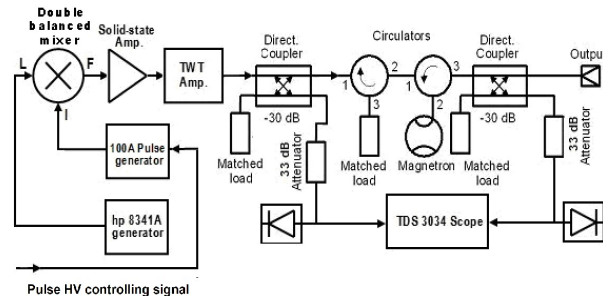 Double
balanced
mixer
Solid-state
Amp.
L
F
I
TWT
Amp.
Direct.
Coupler
-30 dB
Circulators
1
2
3
1
2
3
Direct.
Coupler
-30 dB
Output
Matched
load
33 dB
Attenuator
Matched
load
Magnetron
Matched
load
33 dB
Attenuator
100A Pulse
generator
hp 8341A
generator
TDS 3034 Scope
Pulse HV controlling signal